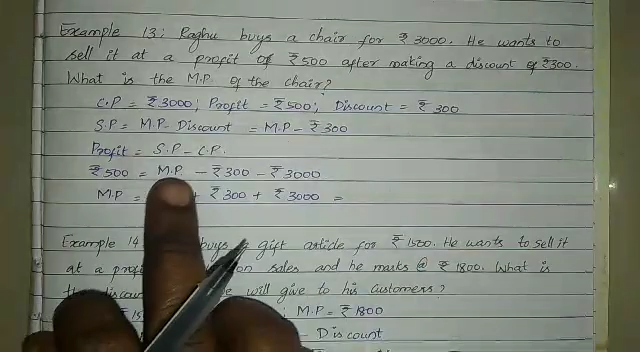 Example 13: Raghu buys a chair for ₹3000. He wants to
sell it at a profit of ₹500 after making a discount of ₹300.
What is the M.P. of the chair?
C.P = ₹3000; Profit = ₹500; Discount = ₹300
S.P = M.P- Discount = M.P - ₹300
Profit = S.P - C.P.
₹500 = M.P. - ₹300 - ₹3000
M.P = + ₹300 + ₹3000 =
Example 14: buys a gift article for ₹1500. He wants to sell it
at a on sales and he marks @ ₹1800. What is
the will give to his customers?
; M.P = ₹1800
- Discount